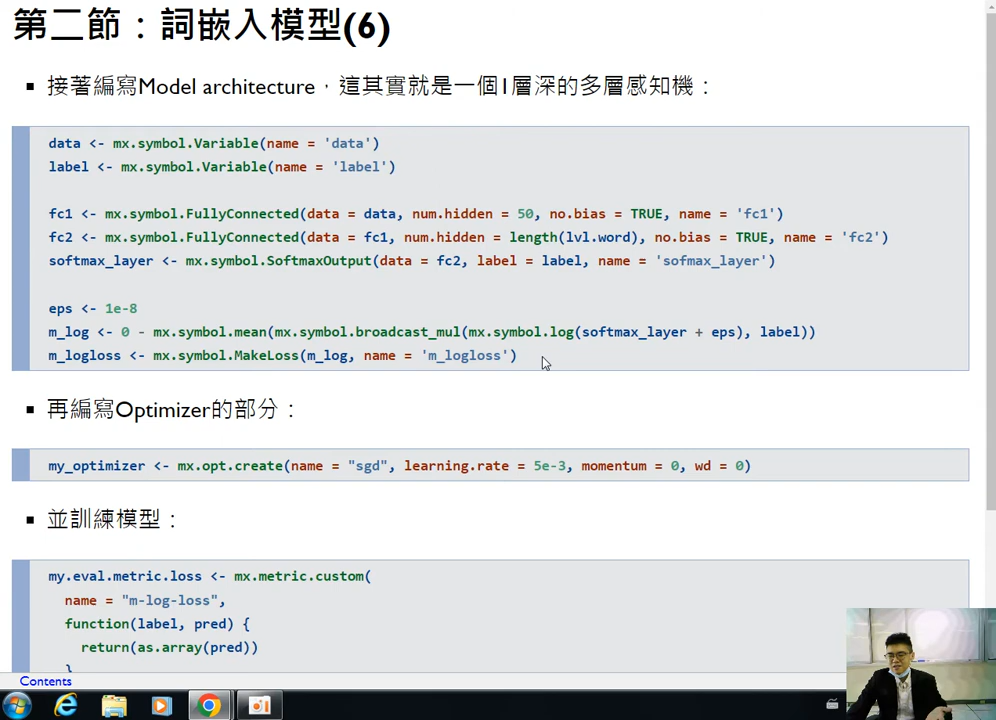 第二節：詞嵌入模型(6)
▪ 接著編寫Model architecture，這其實就是一個1層深的多層感知機：
data <- mx.symbol.Variable(name = 'data')
label <- mx.symbol.Variable(name = 'label')
fc1 <- mx.symbol.FullyConnected(data = data, num.hidden = 50, no.bias = TRUE, name = 'fc1')
fc2 <- mx.symbol.FullyConnected(data = fc1, num.hidden = length(lvl.word), no.bias = TRUE, name = 'fc2')
softmax_layer <- mx.symbol.SoftmaxOutput(data = fc2, label = label, name = 'sofmax_layer')
eps <- 1e-8
m_log <- 0 - mx.symbol.mean(mx.symbol.broadcast_mul(mx.symbol.log(softmax_layer + eps), label))
m_logloss <- mx.symbol.MakeLoss(m_log, name = 'm_logloss')
▪ 再編寫Optimizer的部分：
my_optimizer <- mx.opt.create(name = "sgd", learning.rate = 5e-3, momentum = 0, wd = 0)
▪ 並訓練模型：
my.eval.metric.loss <- mx.metric.custom(
name = "m-log-loss",
function(label, pred) {
return(as.array(pred))
}
Contents